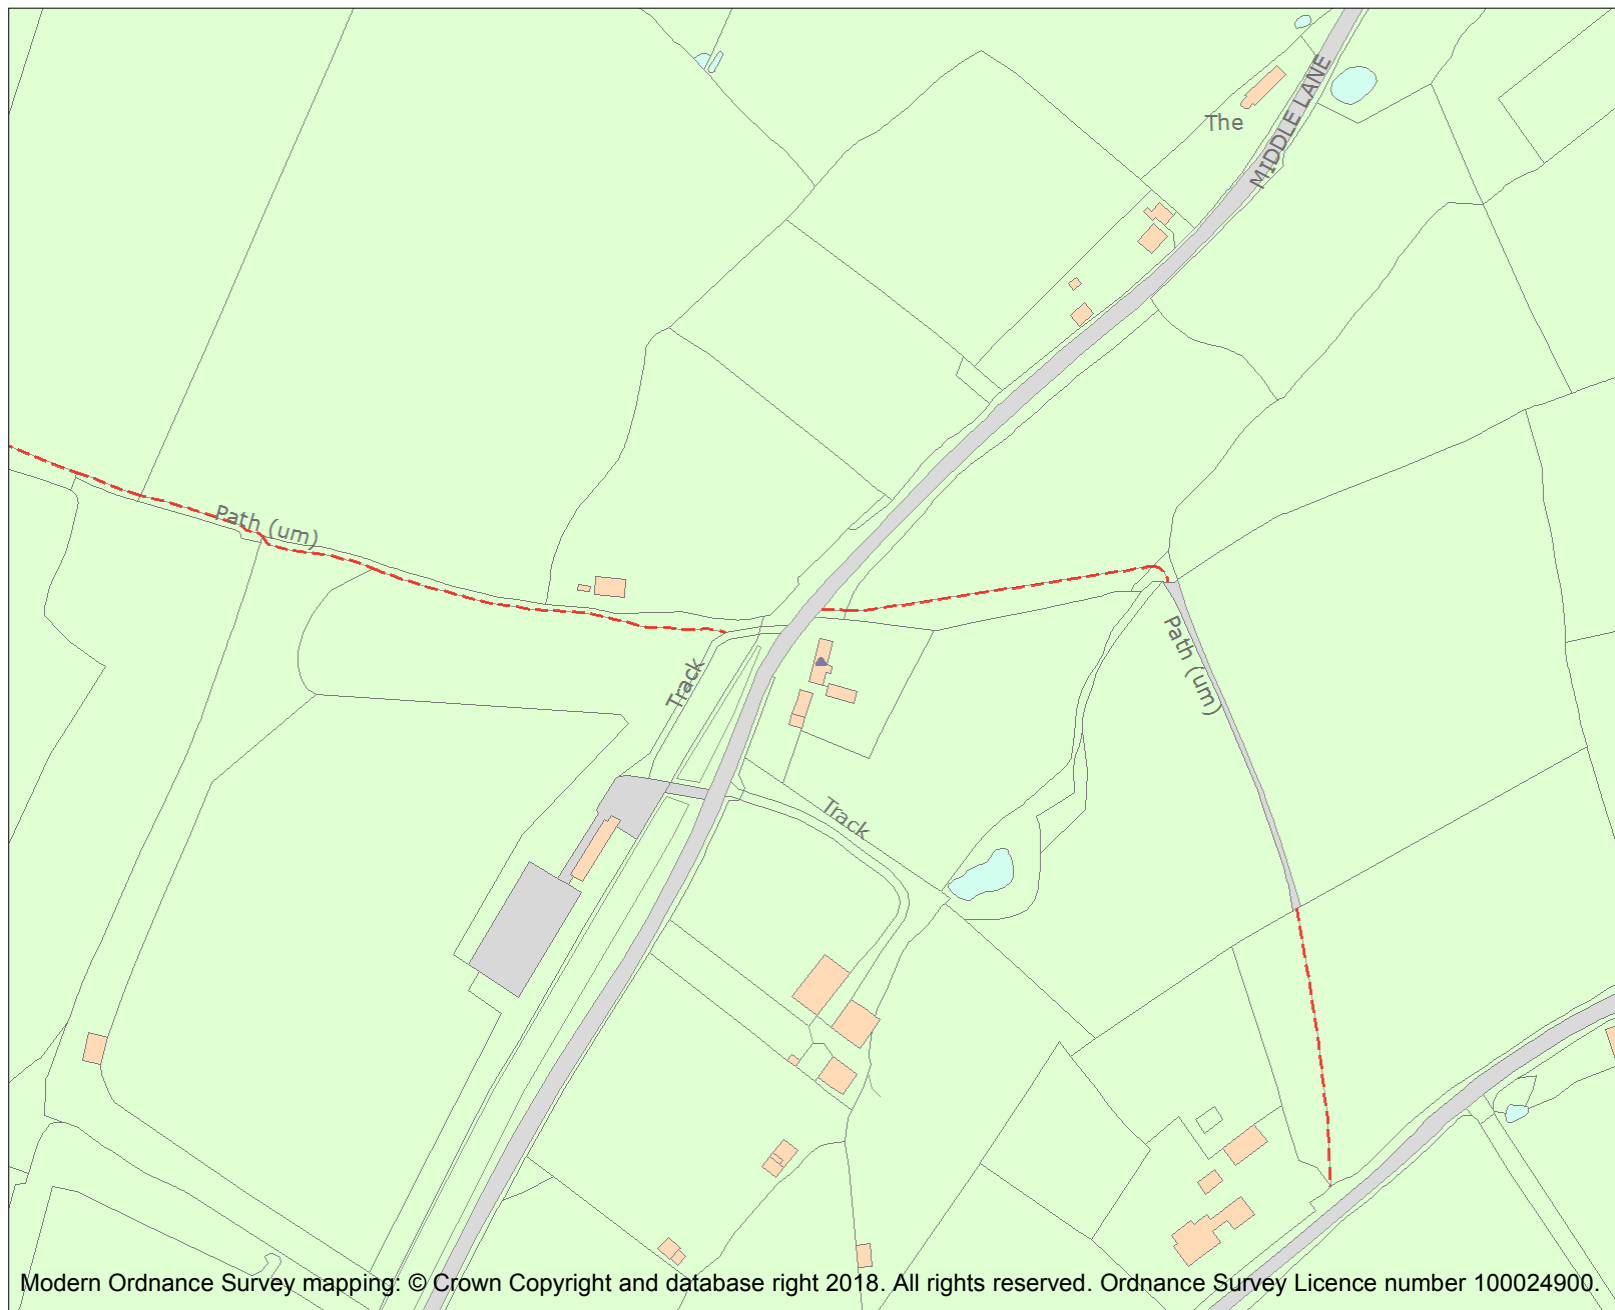 The
MIDDLE LANE
Path (um)
Track
Path (um)
Track
Modern Ordnance Survey mapping: © Crown Copyright and database right 2018. All rights reserved. Ordnance Survey Licence number 100024900.